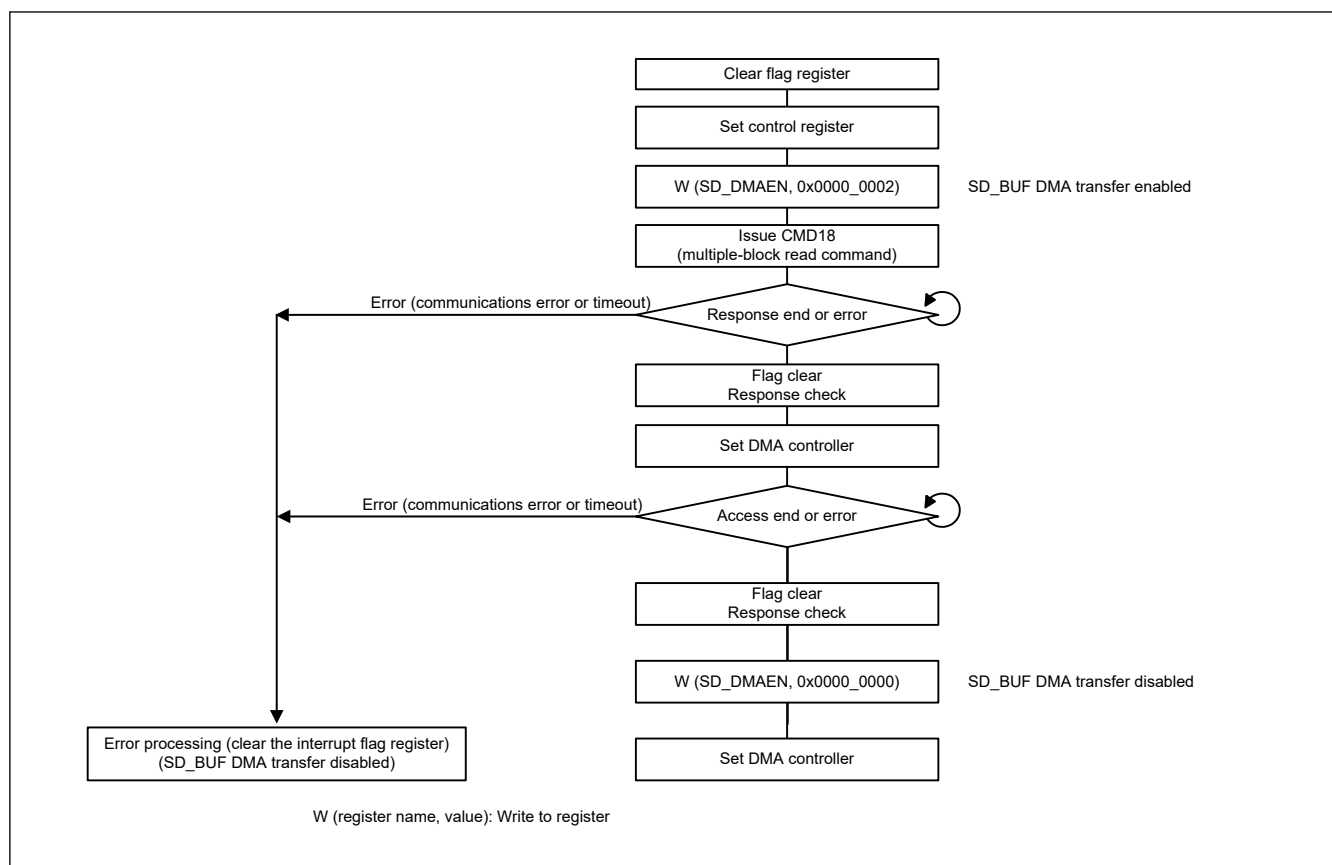 Clear flag register
Set control register
W (SD_DMAEN, 0x0000_0002)
SD_BUF DMA transfer enabled
Issue CMD18
(multiple-block read command)
Error (communications error or timeout)
Response end or error
Flag clear
Response check
Set DMA controller
Error (communications error or timeout)
Access end or error
Flag clear
Response check
W (SD_DMAEN, 0x0000_0000)
SD_BUF DMA transfer disabled
Error processing (clear the interrupt flag register)
(SD_BUF DMA transfer disabled)
Set DMA controller
W (register name, value): Write to register